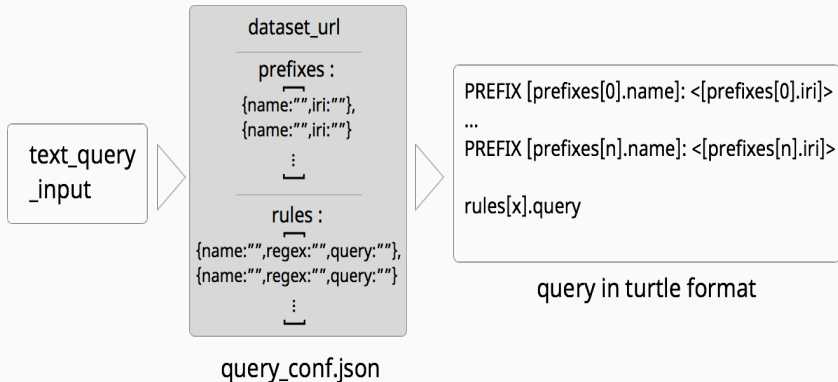 text_query
_input
dataset_url
prefixes :
[
{name:””,iri:””},
{name:””,iri:””}
...
]
rules :
[
{name:””,regex:””,query:””},
{name:””,regex:””,query:””}
...
]
query_conf.json
PREFIX [prefixes[0].name]: <[prefixes[0].iri]>
...
PREFIX [prefixes[n].name]: <[prefixes[n].iri]>
rules[x].query
query in turtle format